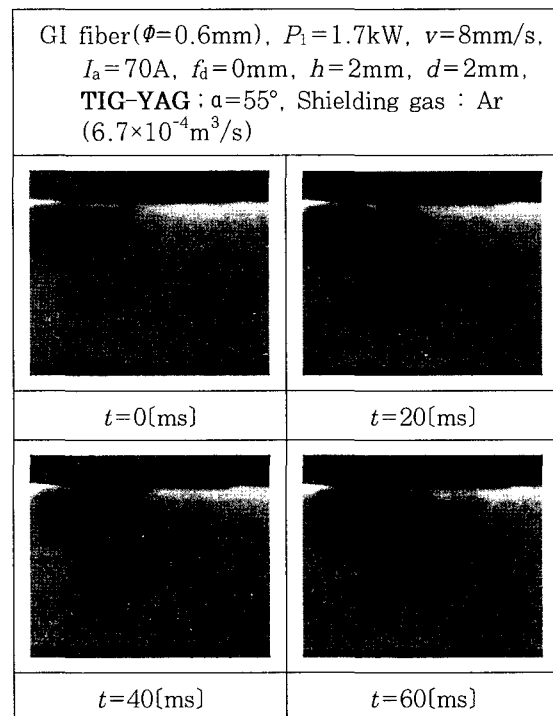 GI fiber(Φ=0.6mm), P₁=1.7kW, v=8mm/s,
Iₐ=70A, f_d=0mm, h=2mm, d=2mm,
TIG-YAG ; α=55°, Shielding gas : Ar
(6.7×10⁻⁴m³/s)
t=0[ms]
t=20[ms]
t=40[ms]
t=60[ms]